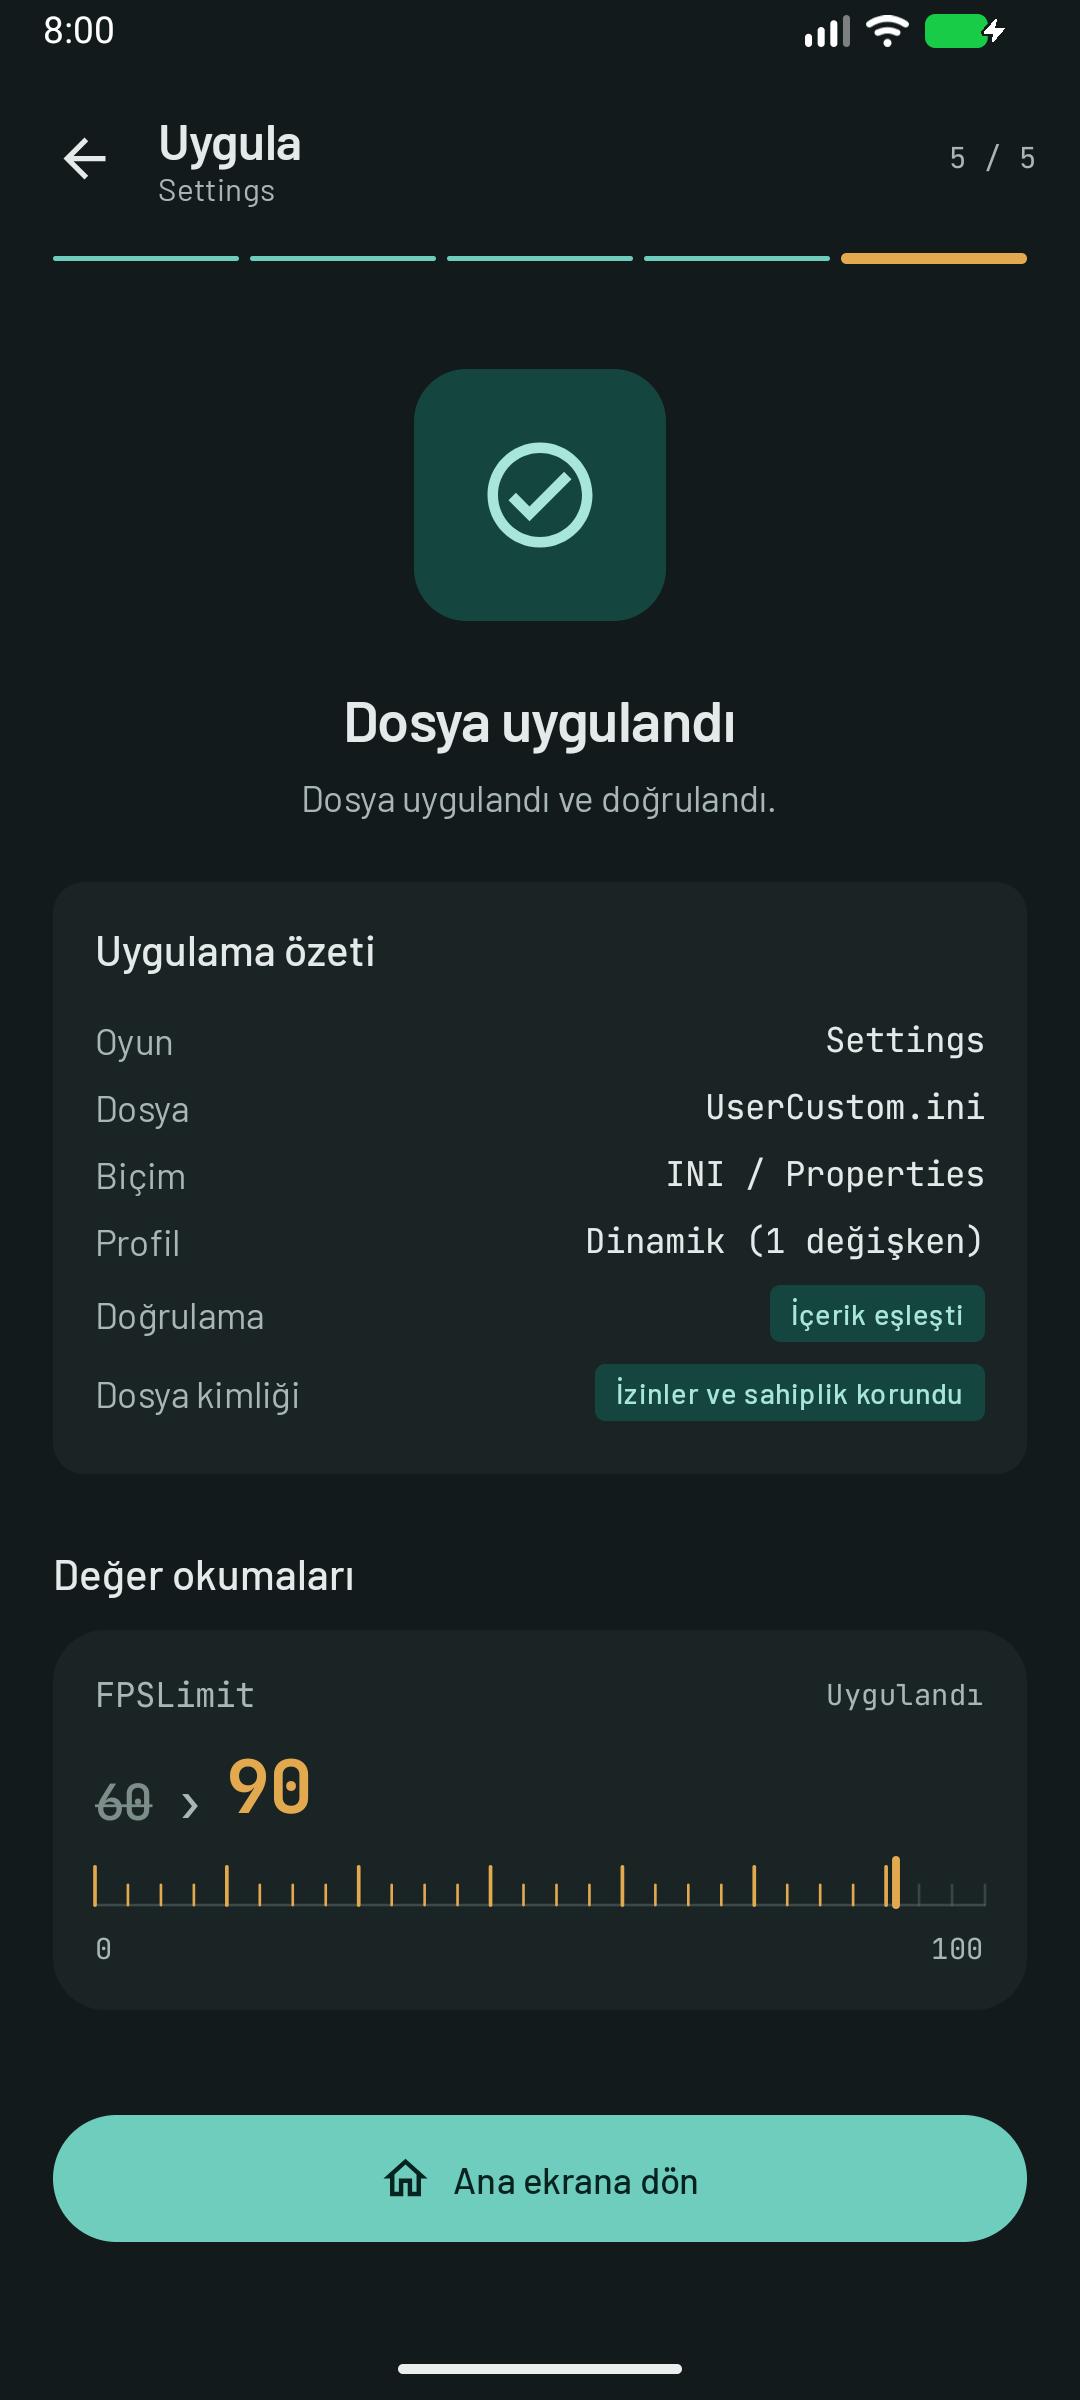 8:00
Uygula
Settings
5 / 5
Dosya uygulandı
Dosya uygulandı ve doğrulandı.
Uygulama özeti
Oyun Settings
Dosya UserCustom.ini
Biçim INI / Properties
Profil Dinamik (1 değişken)
Doğrulama İçerik eşleşti
Dosya kimliği İzinler ve sahiplik korundu
Değer okumaları
FPSLimit Uygulandı
60 › 90
0 100
Ana ekrana dön